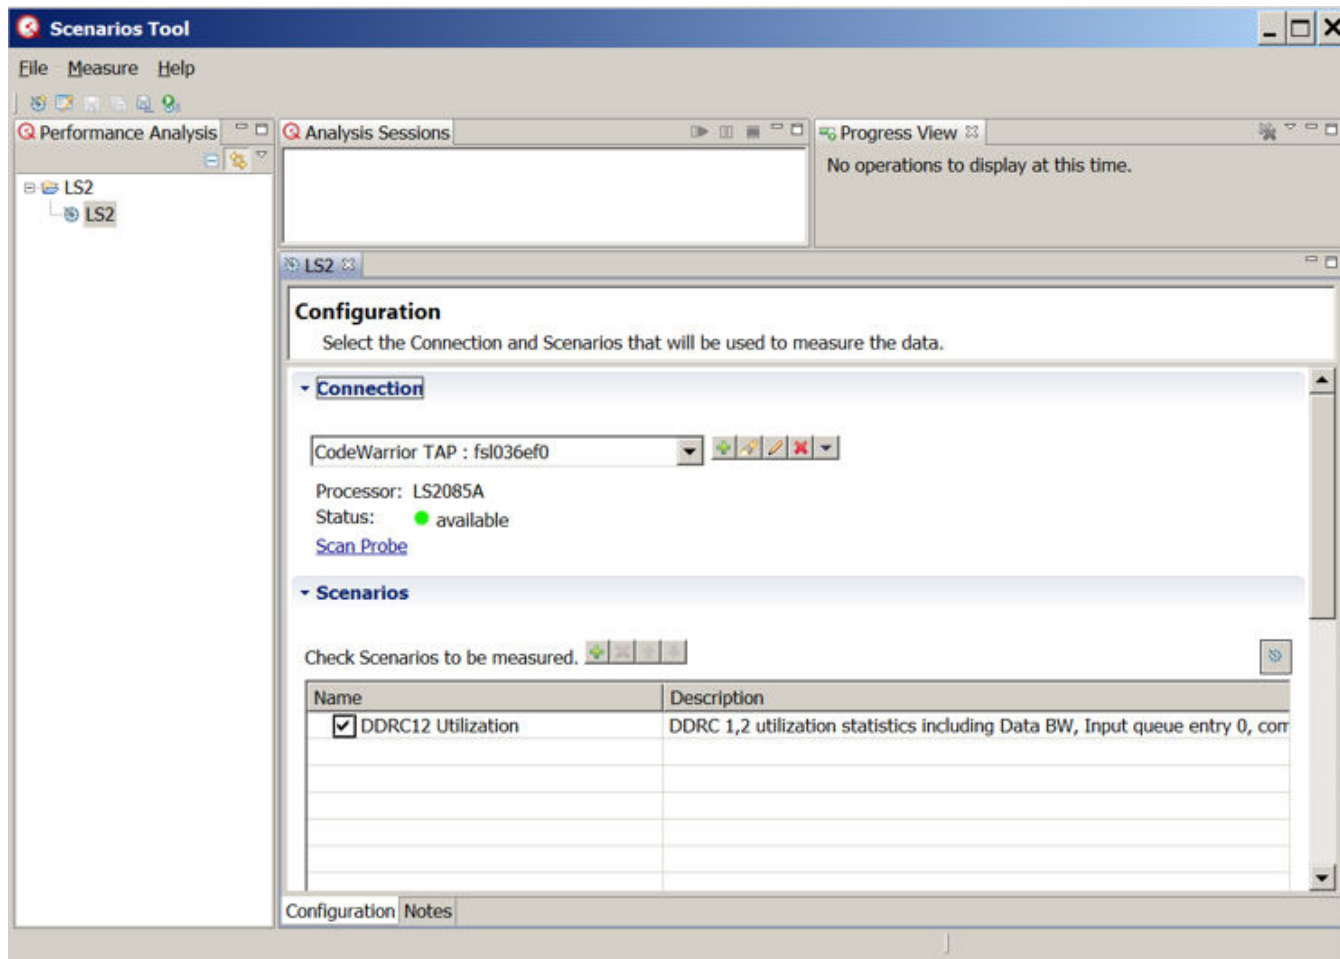 Scenarios Tool
File Measure Help
Performance Analysis
LS2
LS2
Analysis Sessions
Progress View
No operations to display at this time.
LS2
Configuration
Select the Connection and Scenarios that will be used to measure the data.
Connection
CodeWarrior TAP : fsl036ef0
Processor: LS2085A
Status: available
Scan Probe
Scenarios
Check Scenarios to be measured.
Name Description
DDRC12 Utilization DDRC 1,2 utilization statistics including Data BW, Input queue entry 0, com
Configuration Notes